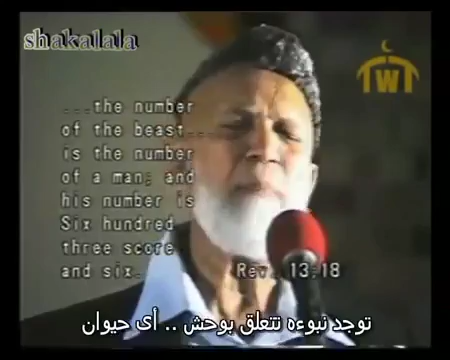 shakalala
...the number
of the beast...
is the number
of a man; and
his number is
Six hundred
three score
and six. Rev. 13:18
توجد نبوءه تتعلق بوحش .. أى حيوان